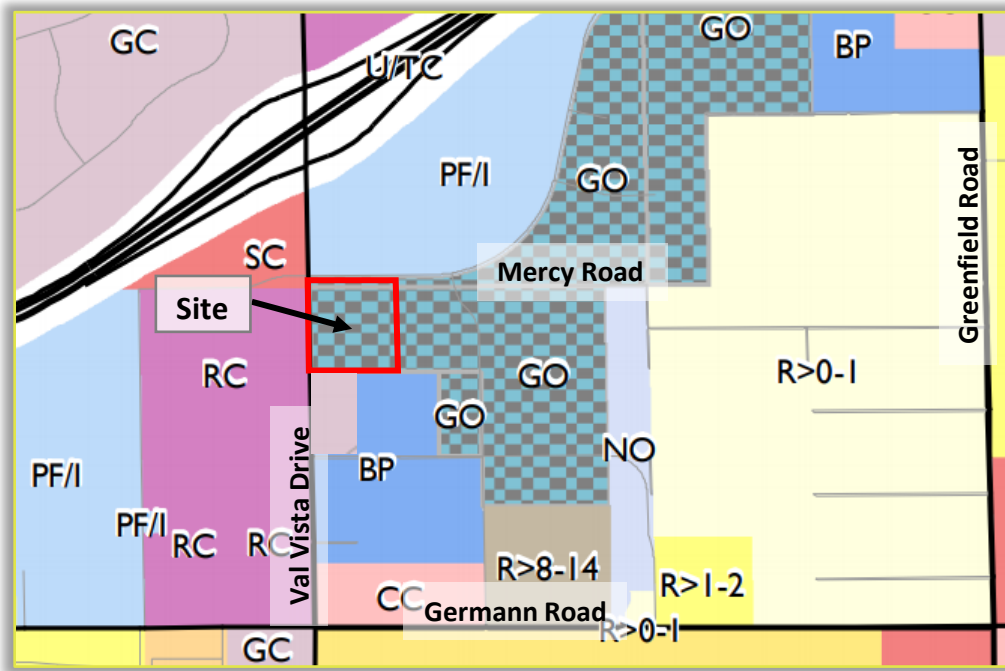 GC
U/TC
GO
BP
PF/I
GO
SC
Mercy Road
Greenfield Road
Site
RC
GO
R>0-1
GO
NO
Val Vista Drive
BP
PF/I
PF/I
RC
RC
R>8-14
R>1-2
CC
Germann Road
R>0-1
GC